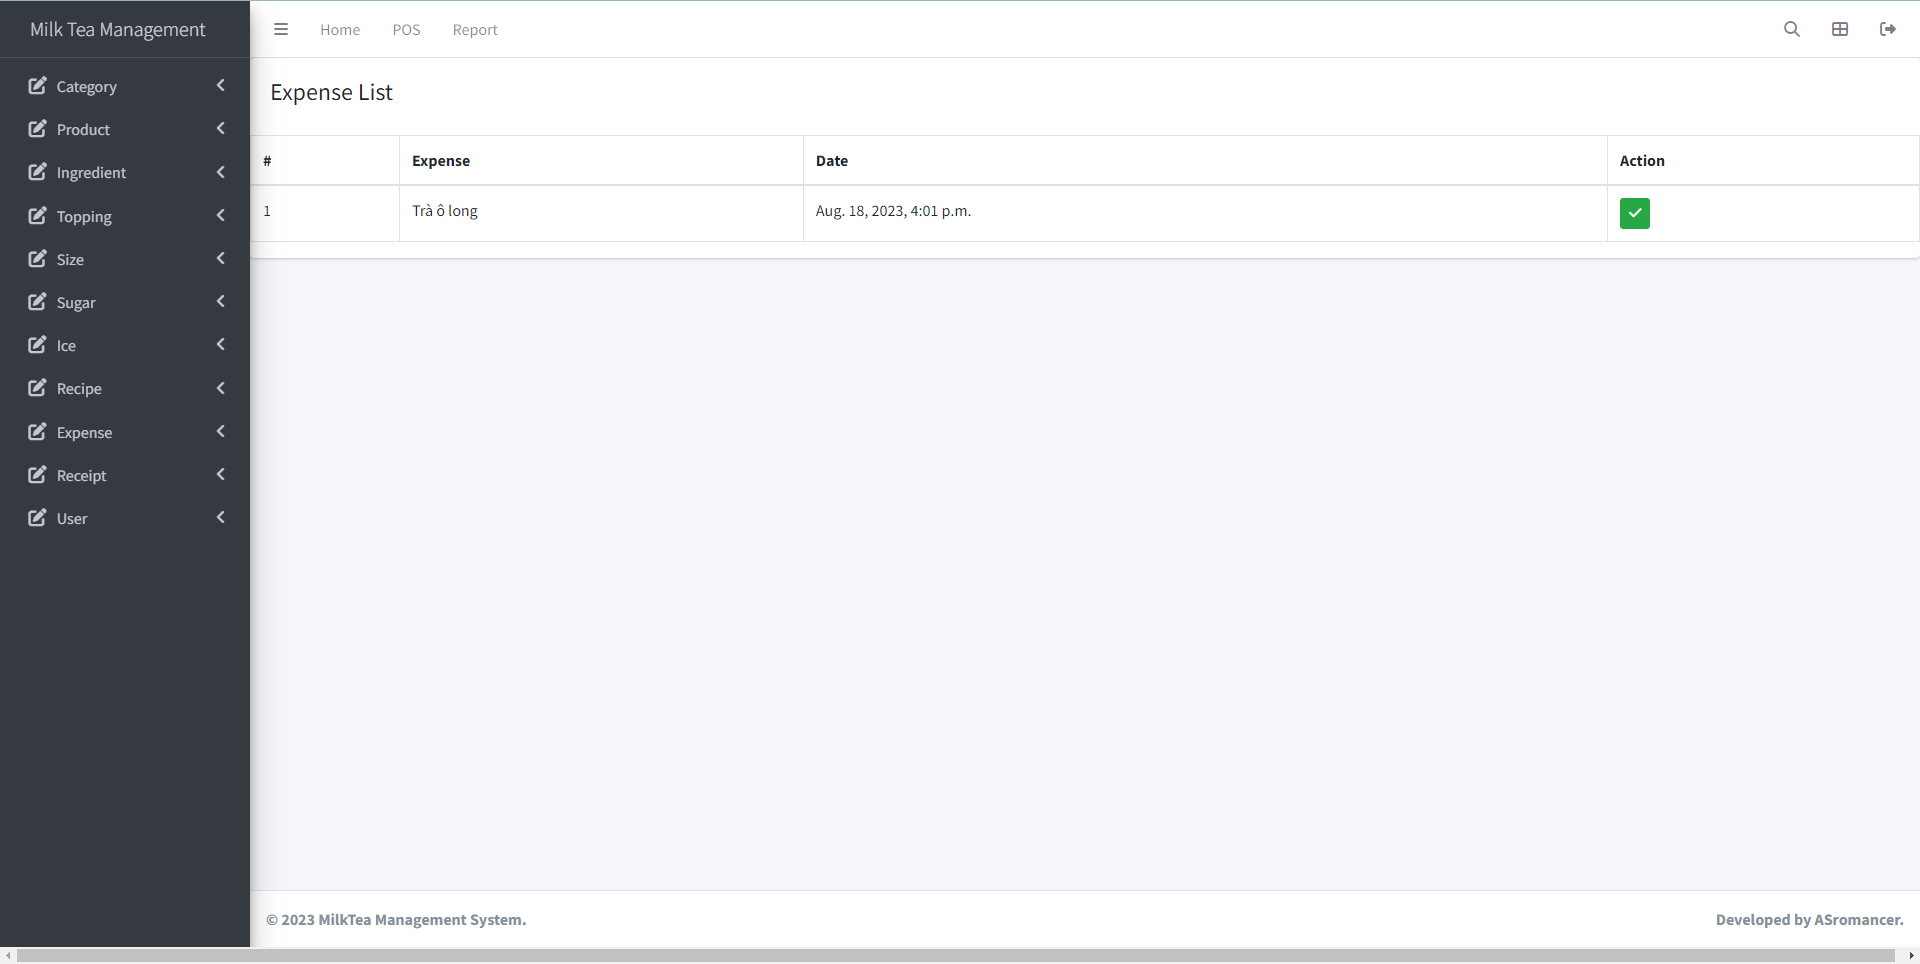 Milk Tea Management
Home POS Report
Category
Product
Ingredient
Topping
Size
Sugar
Ice
Recipe
Expense
Receipt
User
Expense List
# Expense Date Action
1 Trà ô long Aug. 18, 2023, 4:01 p.m.
© 2023 MilkTea Management System. Developed by ASromancer.